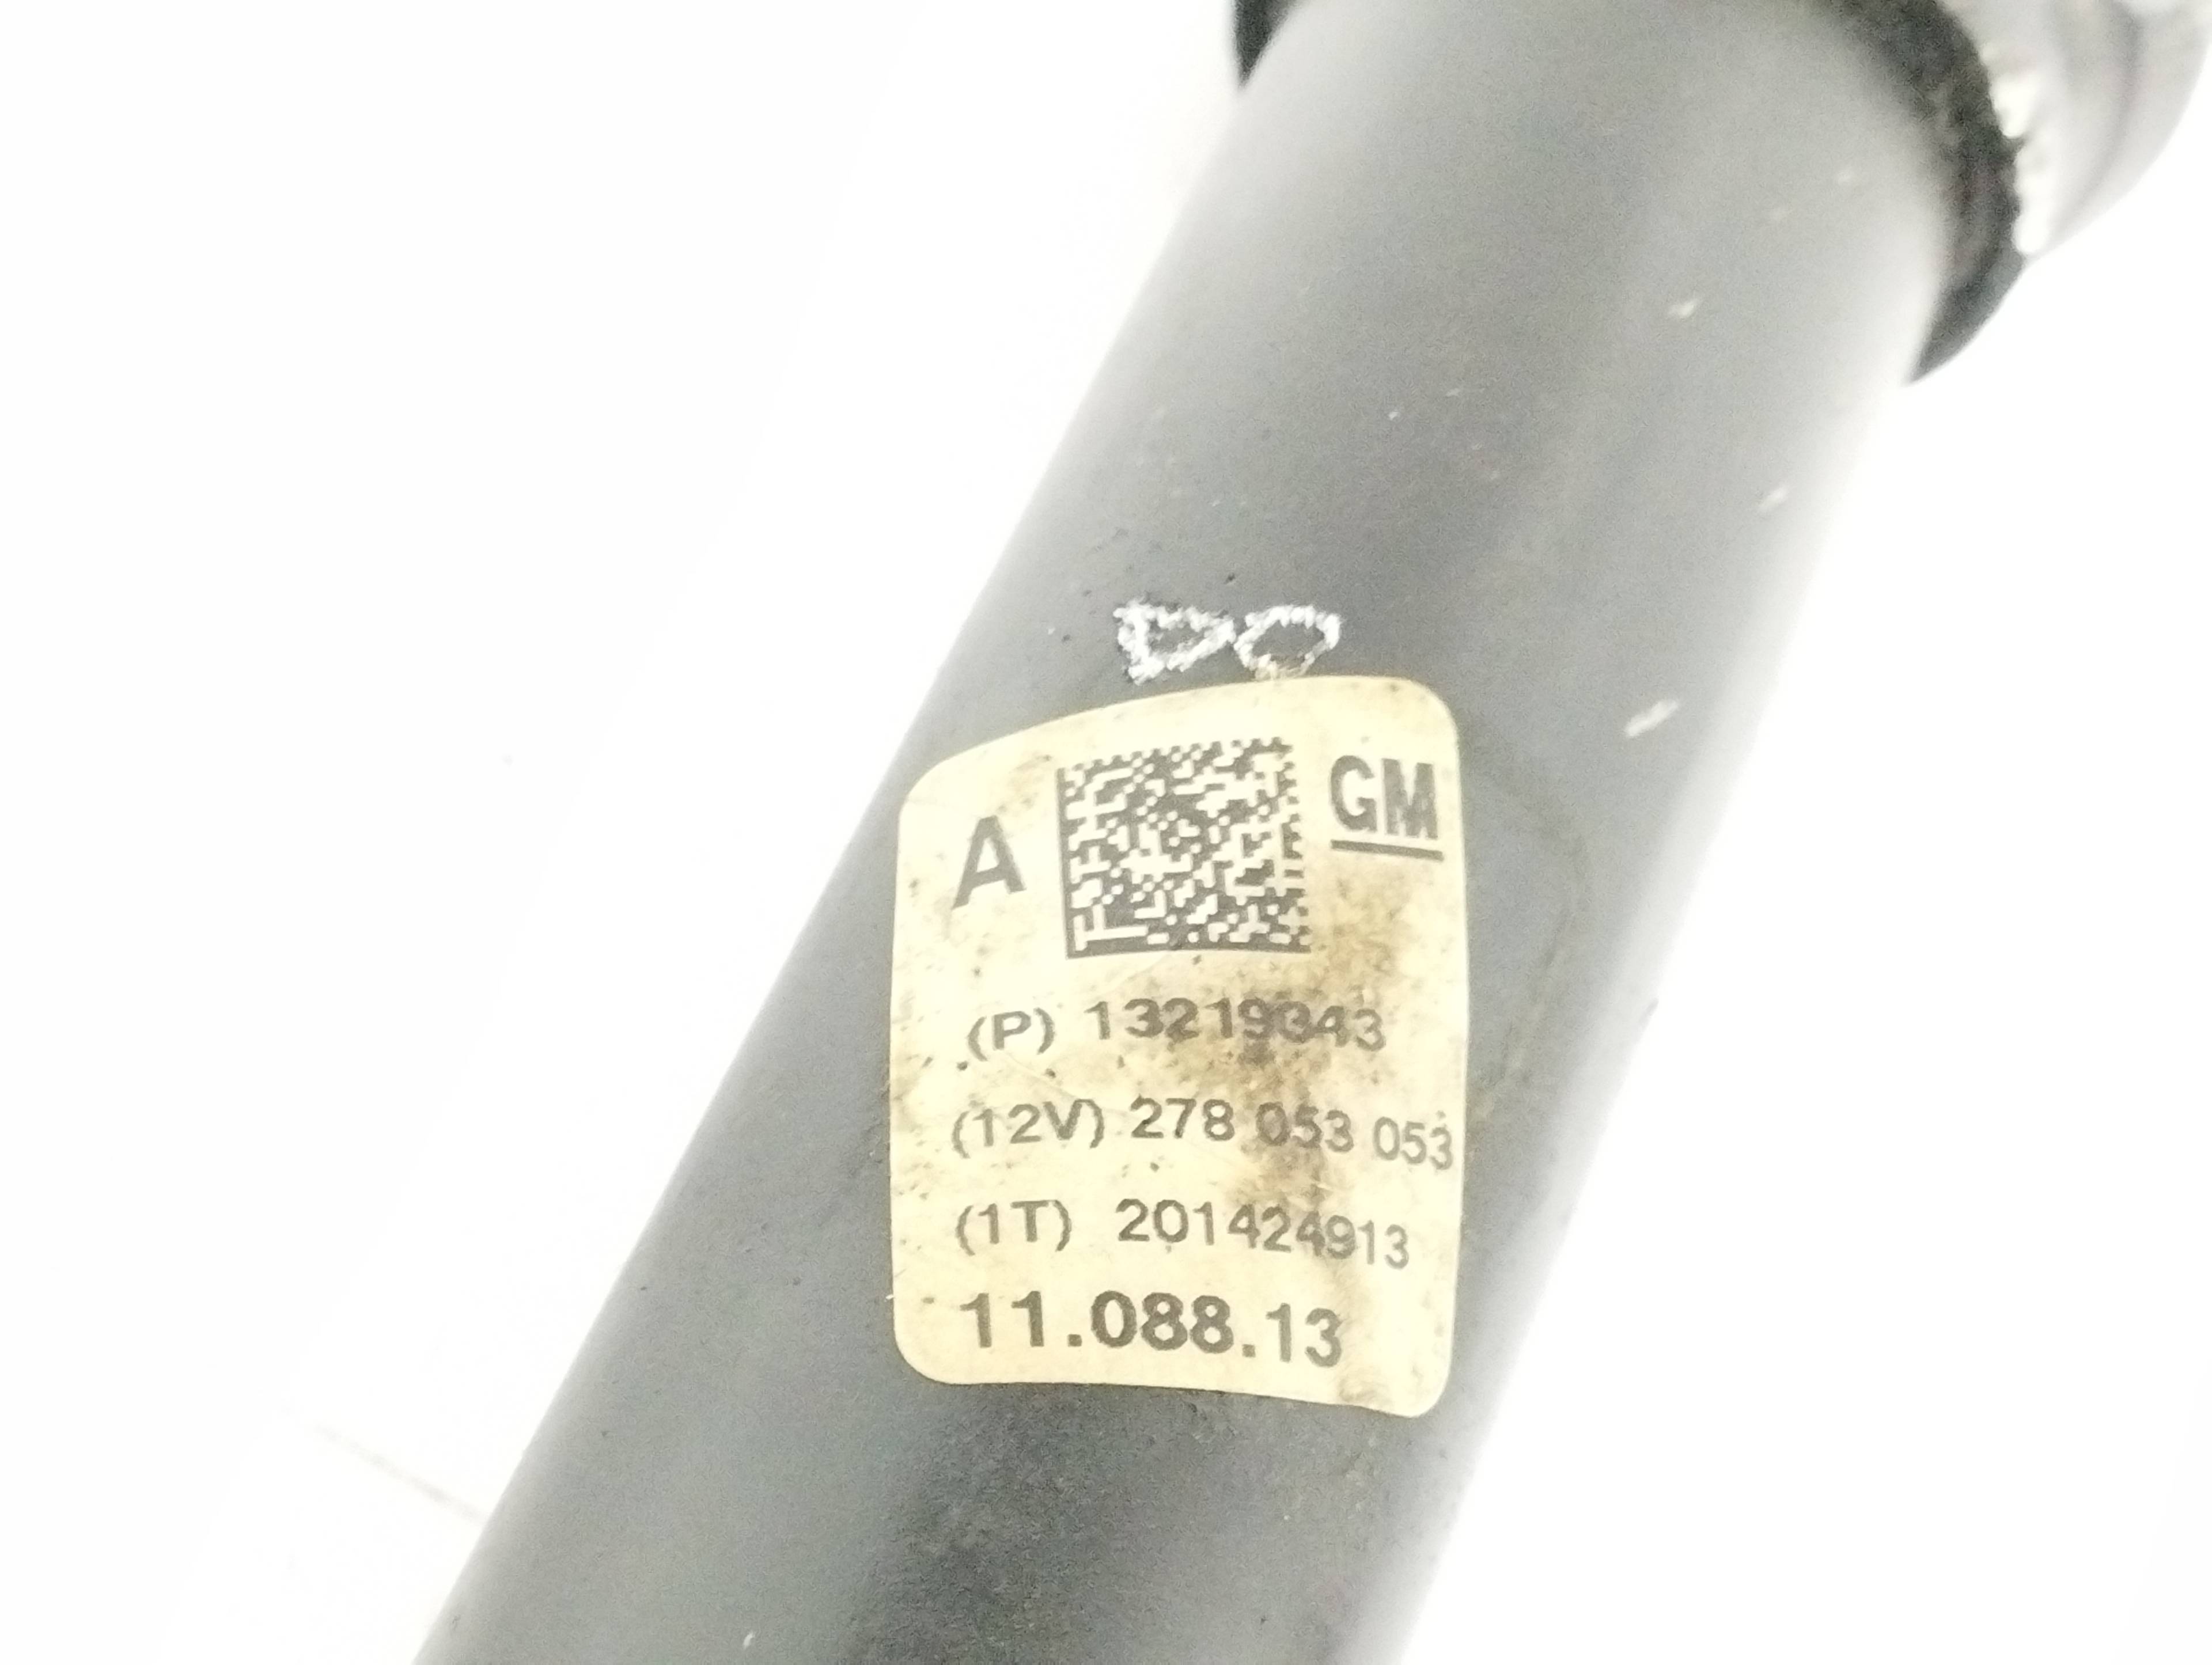 DO
A GM
(P) 13219343
(12V) 278 053 053
(1T) 201424913
11.088.13